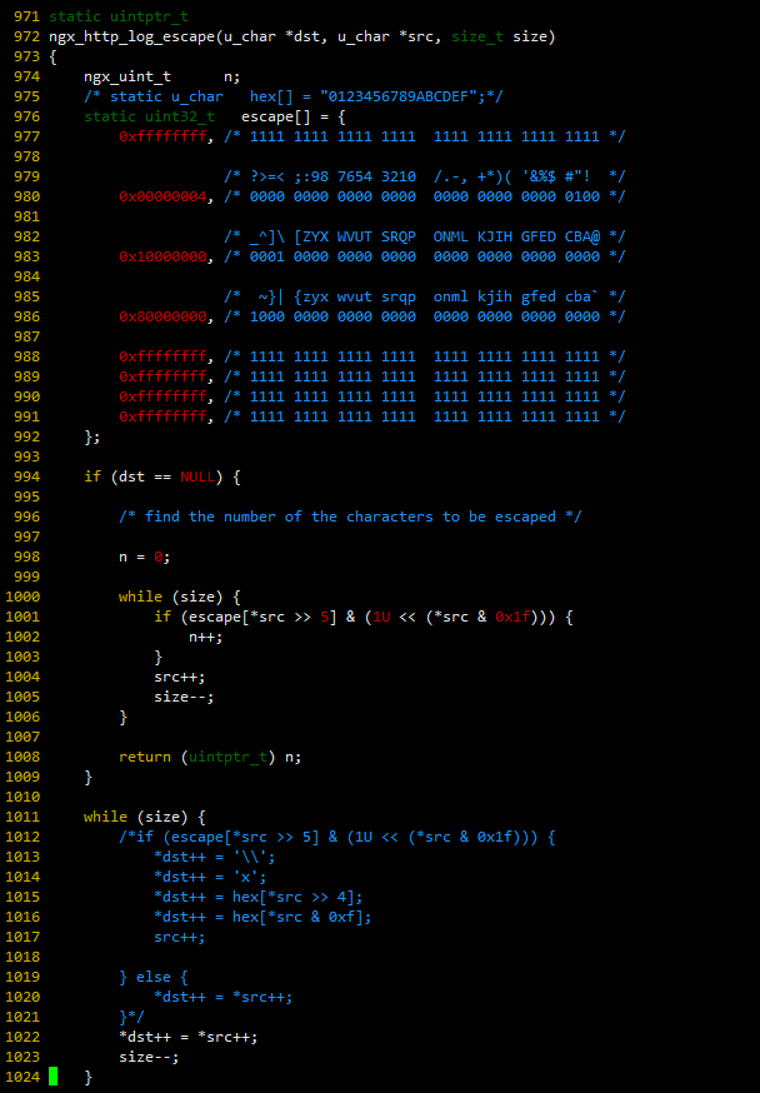 971 static uintptr_t
972 ngx_http_log_escape(u_char *dst, u_char *src, size_t size)
973 {
974     ngx_uint_t      n;
975     /* static u_char   hex[] = "0123456789ABCDEF";*/
976     static uint32_t   escape[] = {
977         0xffffffff, /* 1111 1111 1111 1111  1111 1111 1111 1111 */
978
979                     /* ?>=< ;:98 7654 3210  /.-, +*)( '&%$ #"!  */
980         0x00000004, /* 0000 0000 0000 0000  0000 0000 0000 0100 */
981
982                     /* _^]\ [ZYX WVUT SRQP  ONML KJIH GFED CBA@ */
983         0x10000000, /* 0001 0000 0000 0000  0000 0000 0000 0000 */
984
985                     /*  ~}| {zyx wvut srqp  onml kjih gfed cba` */
986         0x80000000, /* 1000 0000 0000 0000  0000 0000 0000 0000 */
987
988         0xffffffff, /* 1111 1111 1111 1111  1111 1111 1111 1111 */
989         0xffffffff, /* 1111 1111 1111 1111  1111 1111 1111 1111 */
990         0xffffffff, /* 1111 1111 1111 1111  1111 1111 1111 1111 */
991         0xffffffff, /* 1111 1111 1111 1111  1111 1111 1111 1111 */
992     };
993
994     if (dst == NULL) {
995
996         /* find the number of the characters to be escaped */
997
998         n = 0;
999
1000         while (size) {
1001             if (escape[*src >> 5] & (1U << (*src & 0x1f))) {
1002                 n++;
1003             }
1004             src++;
1005             size--;
1006         }
1007
1008         return (uintptr_t) n;
1009     }
1010
1011     while (size) {
1012         /*if (escape[*src >> 5] & (1U << (*src & 0x1f))) {
1013             *dst++ = '\\';
1014             *dst++ = 'x';
1015             *dst++ = hex[*src >> 4];
1016             *dst++ = hex[*src & 0xf];
1017             src++;
1018
1019         } else {
1020             *dst++ = *src++;
1021         }*/
1022         *dst++ = *src++;
1023         size--;
1024     }